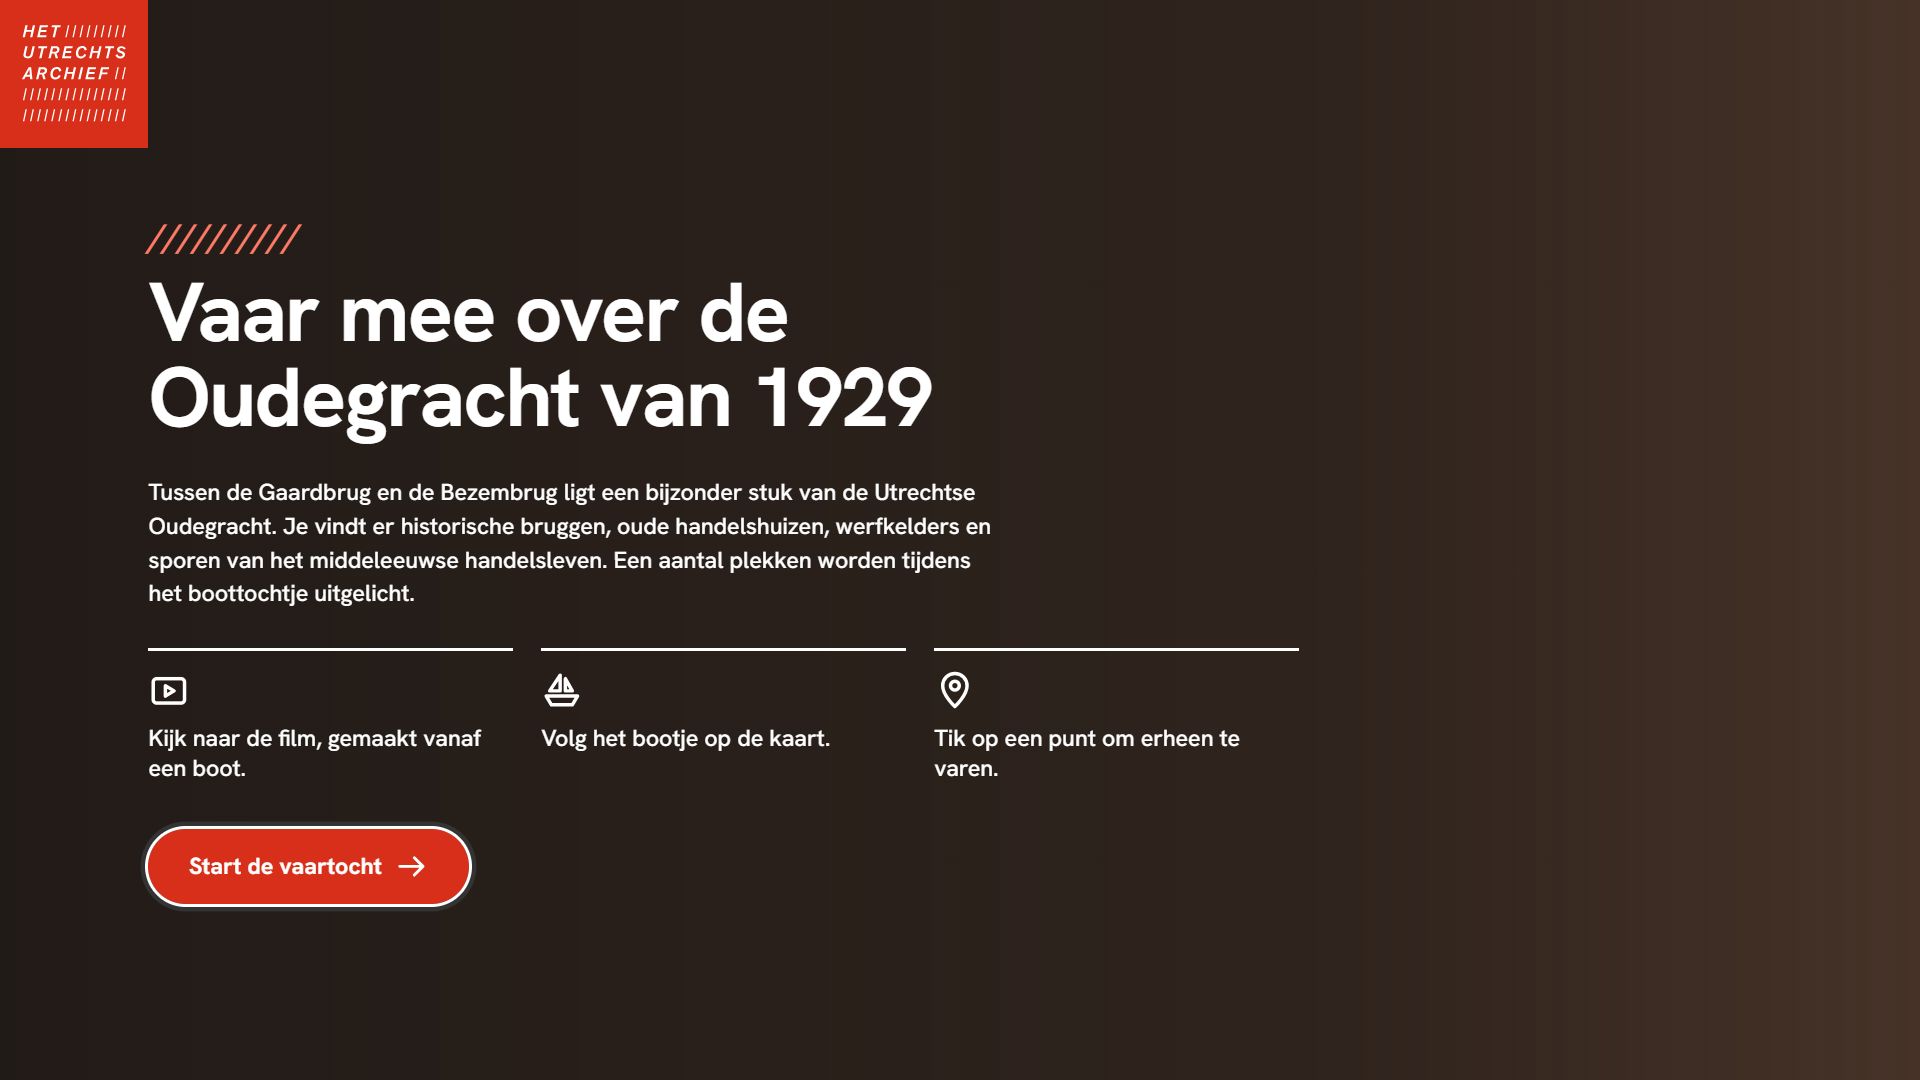 HET
UTRECHTS
ARCHIEF
Vaar mee over de
Oudegracht van 1929
Tussen de Gaardbrug en de Bezembrug ligt een bijzonder stuk van de Utrechtse
Oudegracht. Je vindt er historische bruggen, oude handelshuizen, werfkelders en
sporen van het middeleeuwse handelsleven. Een aantal plekken worden tijdens
het boottochtje uitgelicht.
Kijk naar de film, gemaakt vanaf
een boot.
Volg het bootje op de kaart.
Tik op een punt om erheen te
varen.
Start de vaartocht